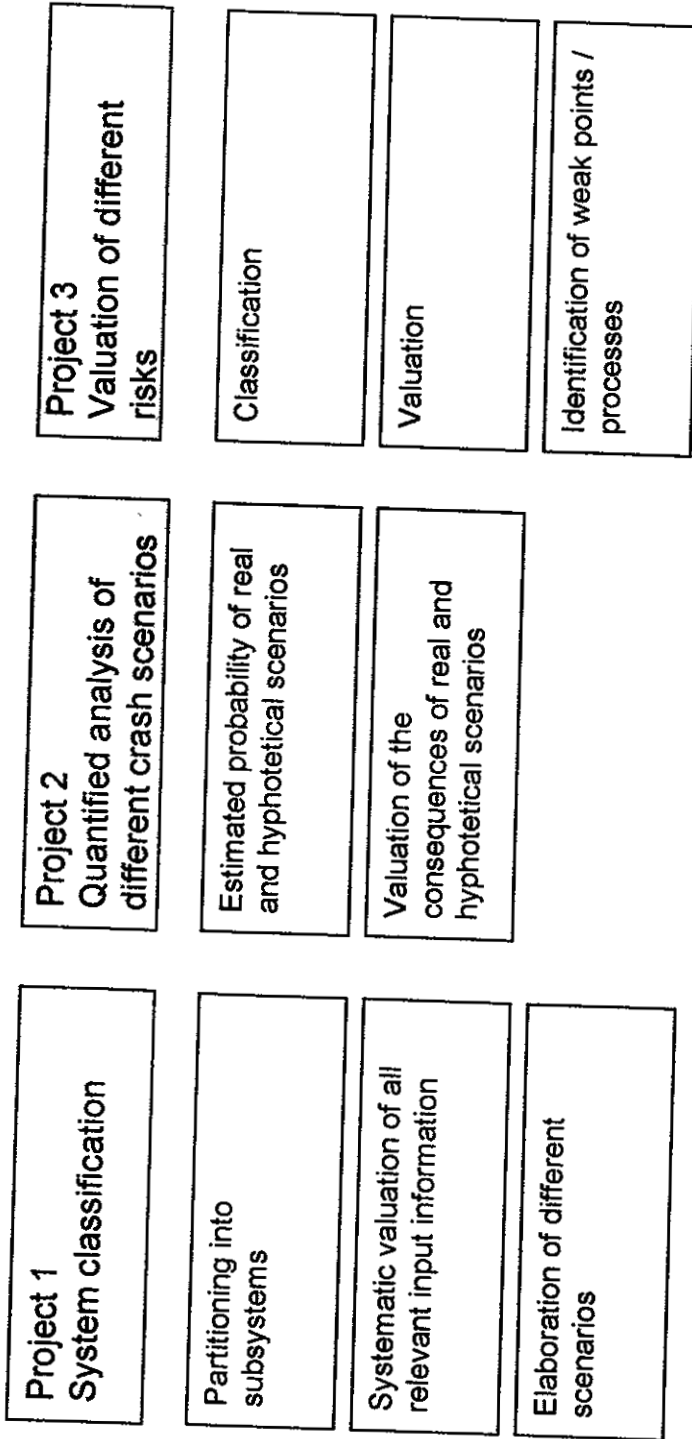 Project 1
System classification
Partitioning into
subsystems
Systematic valuation of all
relevant input information
Elaboration of different
scenarios
Project 2
Quantified analysis of
different crash scenarios
Estimated probability of real
and hyphotetical scenarios
Valuation of the
consequences of real and
hyphotetical scenarios
Project 3
Valuation of different
risks
Classification
Valuation
Identification of weak points /
processes